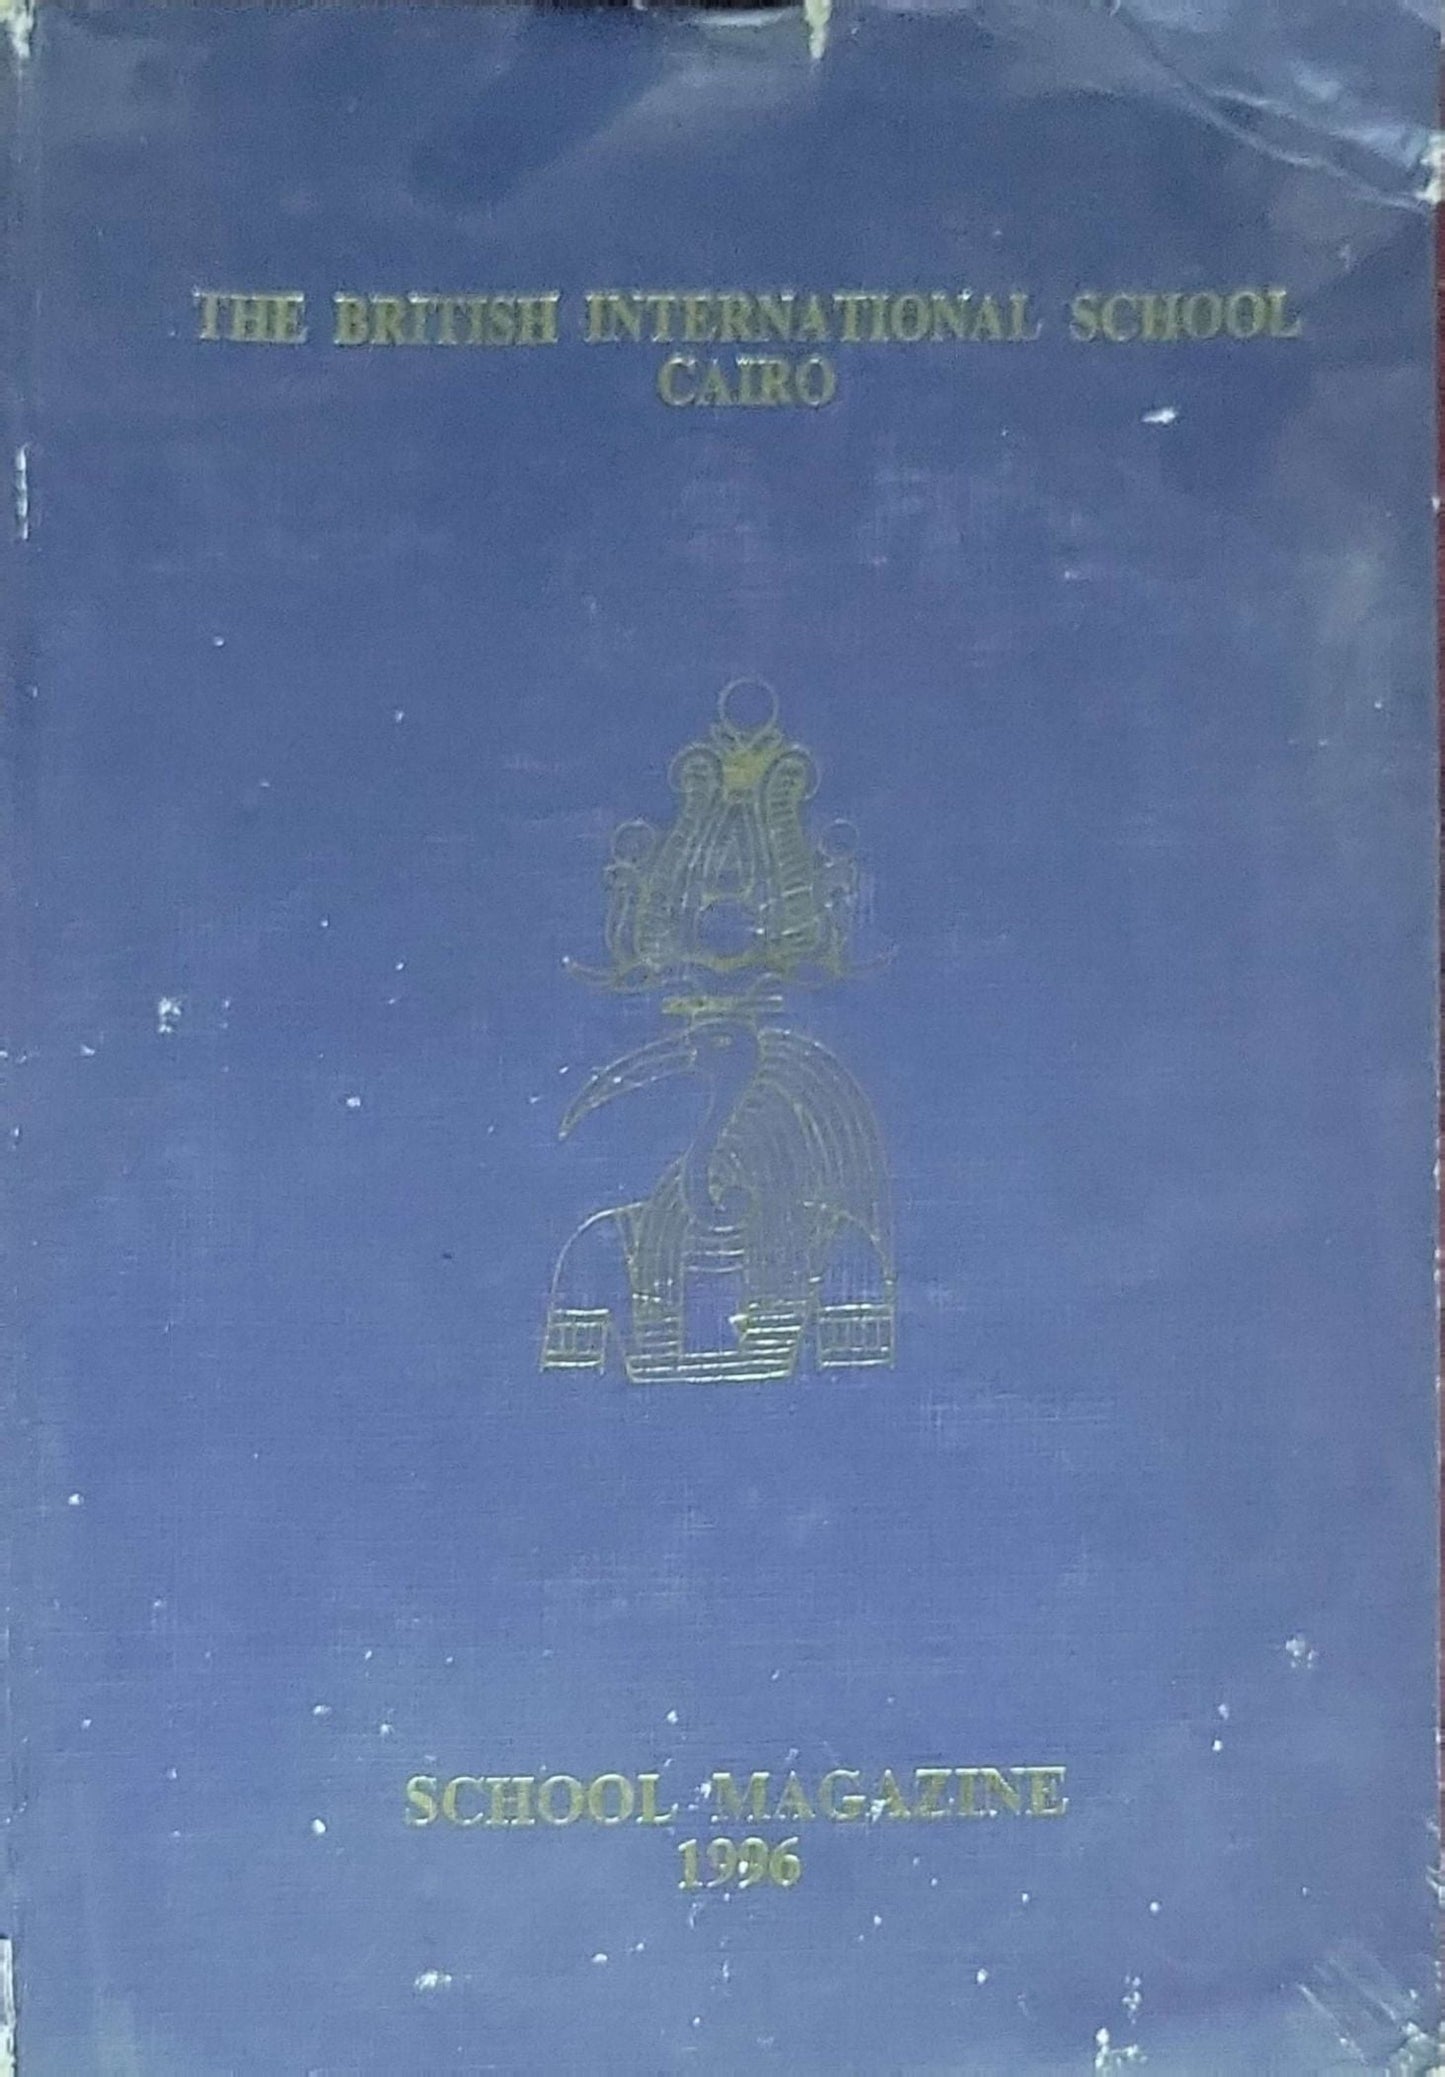 THE BRITISH INTERNATIONAL SCHOOL
CAIRO
SCHOOL MAGAZINE
1996